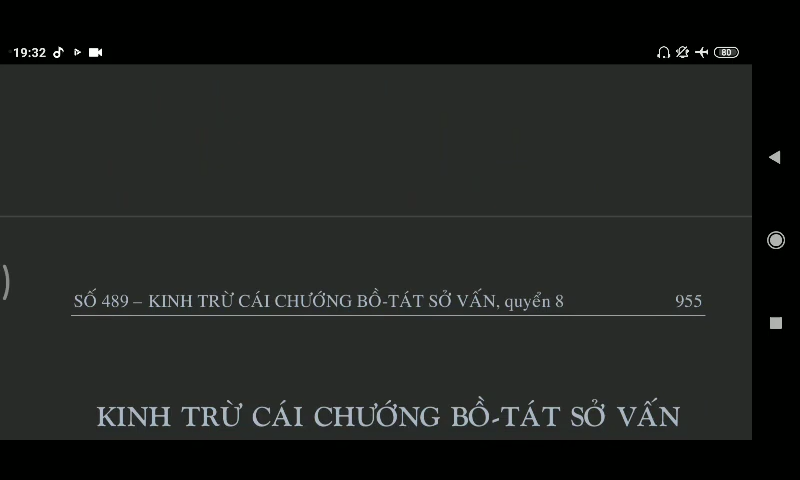 19:32
80
SỐ 489 – KINH TRỪ CÁI CHƯỚNG BỒ-TÁT SỞ VẤN, quyển 8 955
KINH TRỪ CÁI CHƯỚNG BỒ-TÁT SỞ VẤN